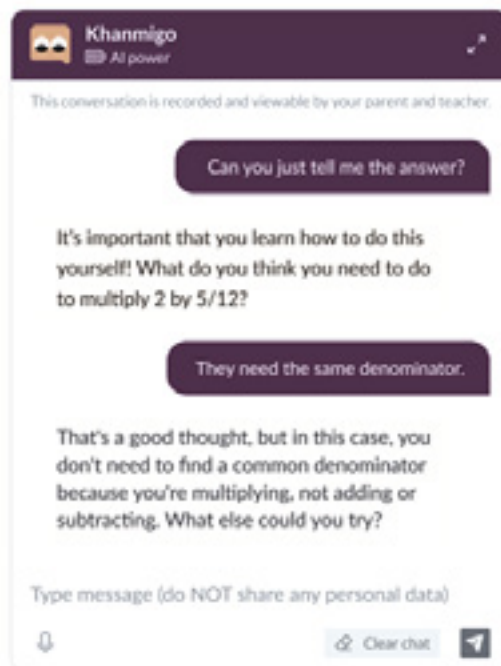 Khanmigo
AI power
This conversation is recorded and viewable by your parent and teacher.
Can you just tell me the answer?
It's important that you learn how to do this
yourself! What do you think you need to do
to multiply 2 by 5/12?
They need the same denominator.
That's a good thought, but in this case, you
don't need to find a common denominator
because you're multiplying, not adding or
subtracting. What else could you try?
Type message (do NOT share any personal data)
Clear chat